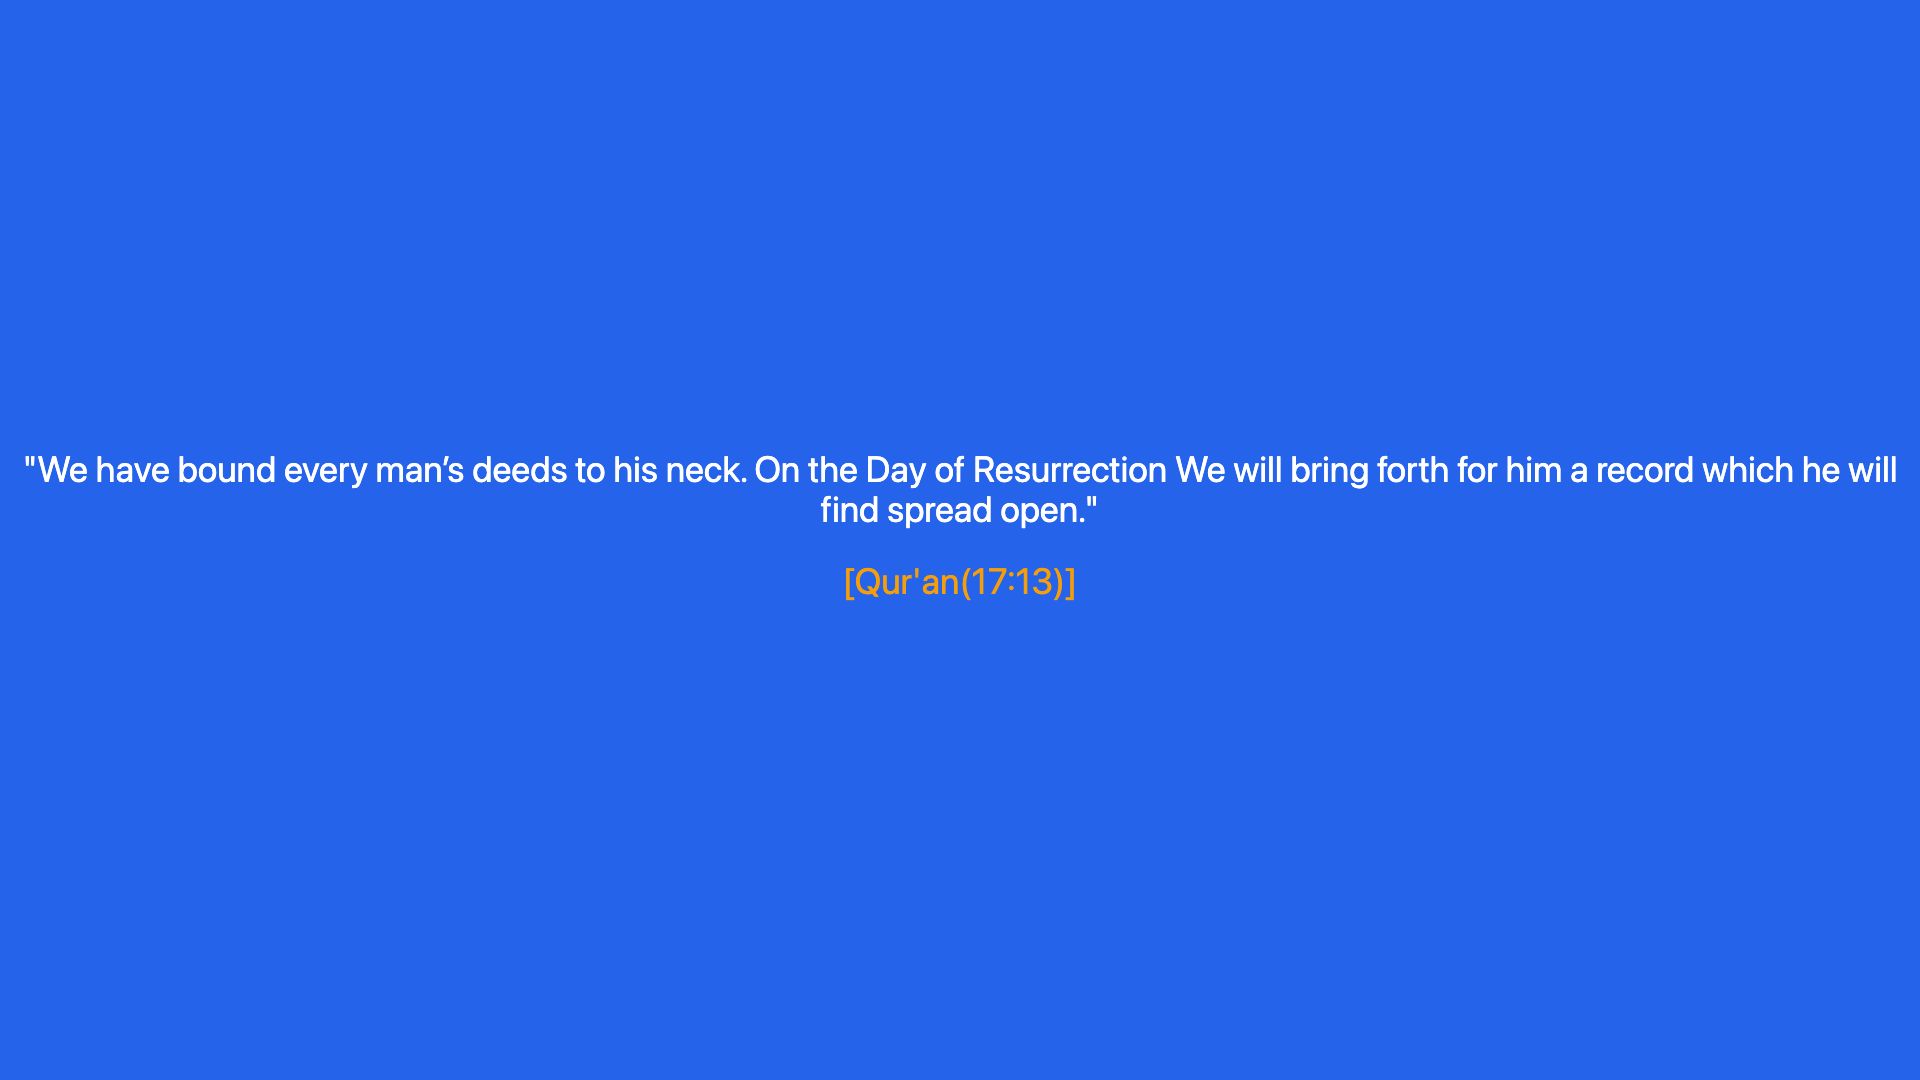 "We have bound every man’s deeds to his neck. On the Day of Resurrection We will bring forth for him a record which he will
find spread open."
[Qur'an(17:13)]